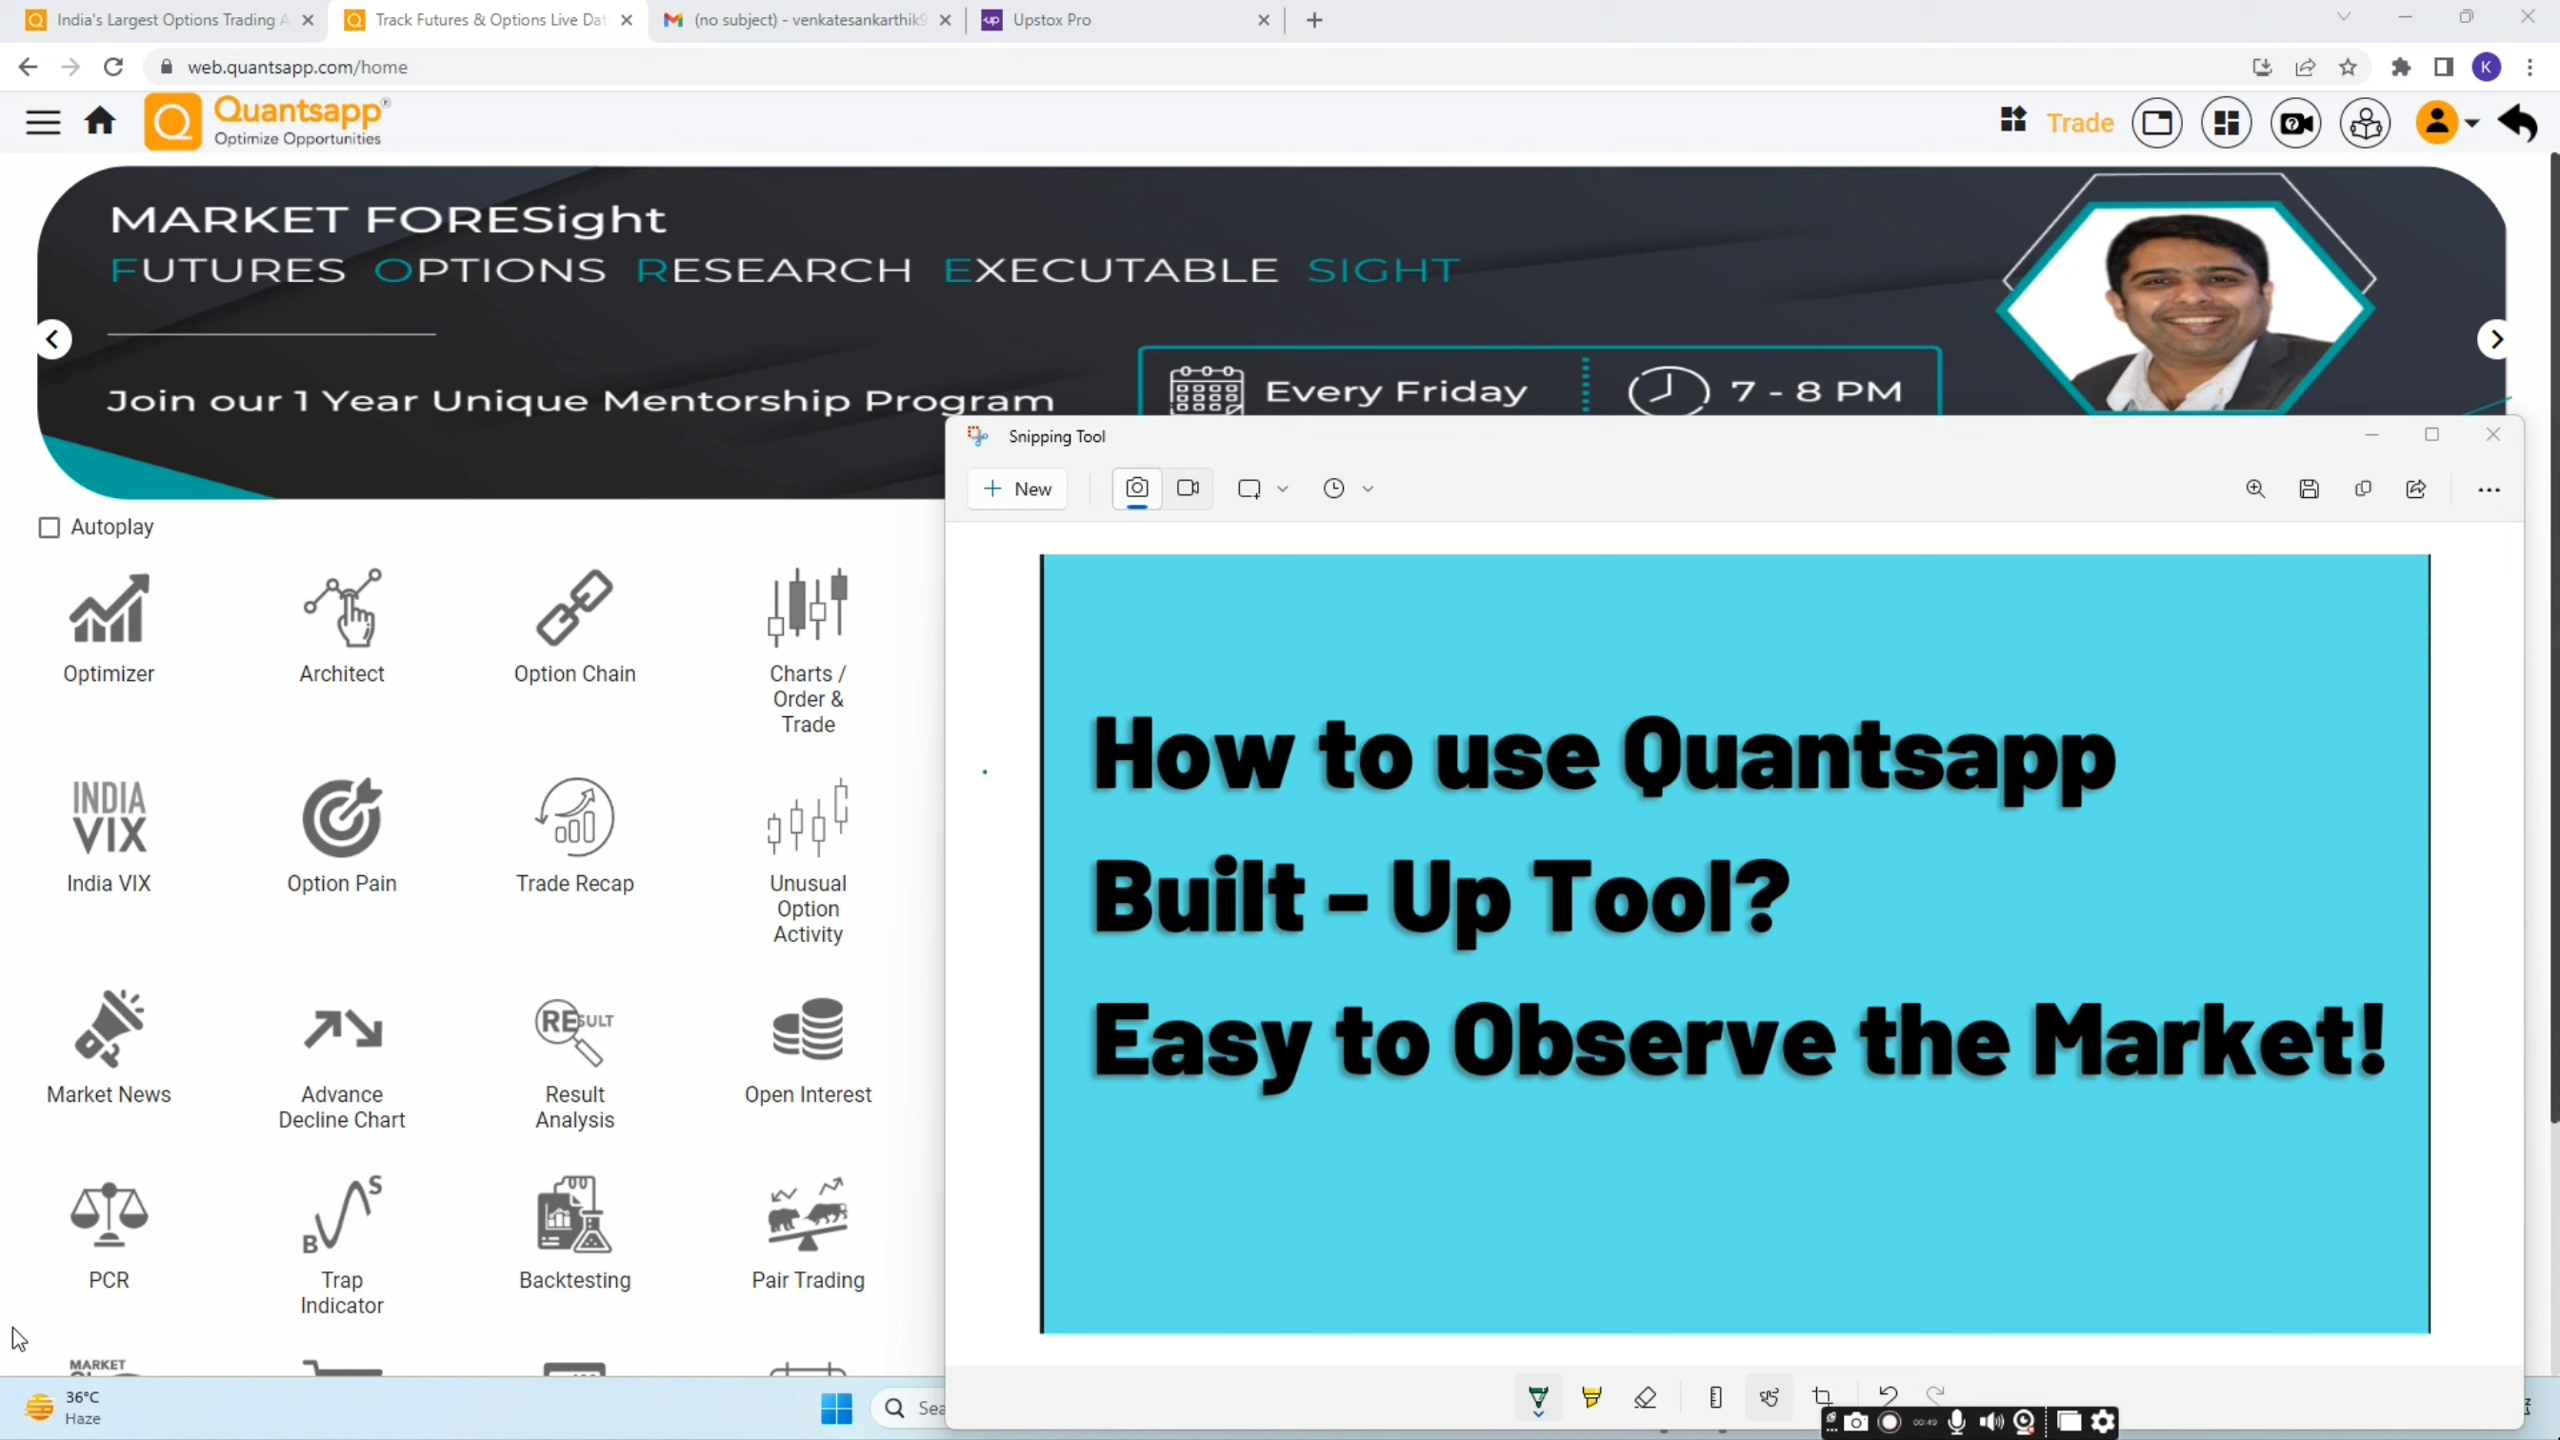 India's Largest Options Trading A
Track Futures & Options Live Dat
(no subject) - venkatesankarthik9
Upstox Pro
web.quantsapp.com/home
K
Quantsapp®
Optimize Opportunities
Trade
MARKET FORESight
FUTURES OPTIONS RESEARCH EXECUTABLE SIGHT
Join our 1 Year Unique Mentorship Program
Every Friday
7 - 8 PM
Autoplay
Optimizer
Architect
Option Chain
Charts /
Order &
Trade
INDIA
VIX
India VIX
Option Pain
Trade Recap
Unusual
Option
Activity
Market News
Advance
Decline Chart
RESULT
Result
Analysis
Open Interest
PCR
B
S
Trap
Indicator
Backtesting
Pair Trading
MARKET
Snipping Tool
New
How to use Quantsapp
Built - Up Tool?
Easy to Observe the Market!
36°C
Haze
Sea
00:49